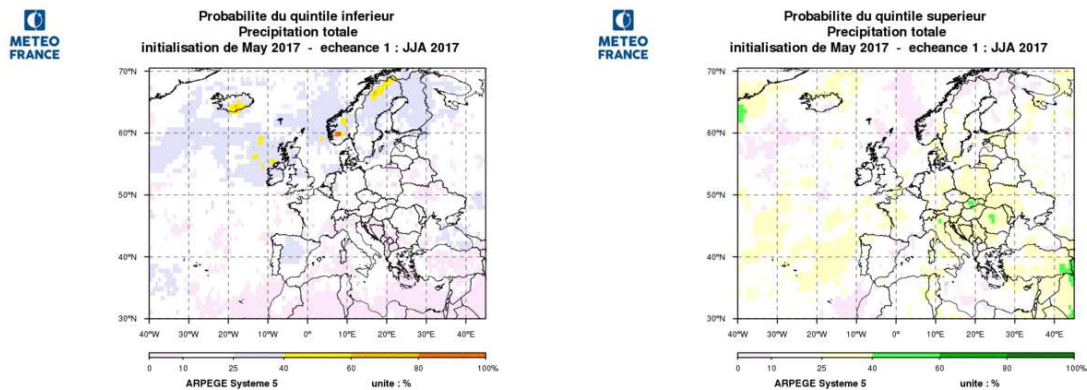 METEO
FRANCE
Probabilite du quintile inferieur
Precipitation totale
initialisation de May 2017 - echeance 1 : JJA 2017
70°N
60°N
50°N
40°N
30°N
40°W 30°W 20°W 10°W 0° 10°E 20°E 30°E 40°E
0 10 25 40 60 80 100%
ARPEGE Systeme 5 unite : %
METEO
FRANCE
Probabilite du quintile superieur
Precipitation totale
initialisation de May 2017 - echeance 1 : JJA 2017
70°N
60°N
50°N
40°N
30°N
40°W 30°W 20°W 10°W 0° 10°E 20°E 30°E 40°E
0 10 25 40 60 80 100%
ARPEGE Systeme 5 unite : %